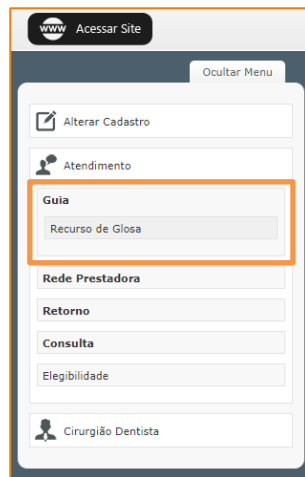 www Acessar Site
Ocultar Menu
Alterar Cadastro
Atendimento
Guia
Recurso de Glosa
Rede Prestadora
Retorno
Consulta
Elegibilidade
Cirurgião Dentista